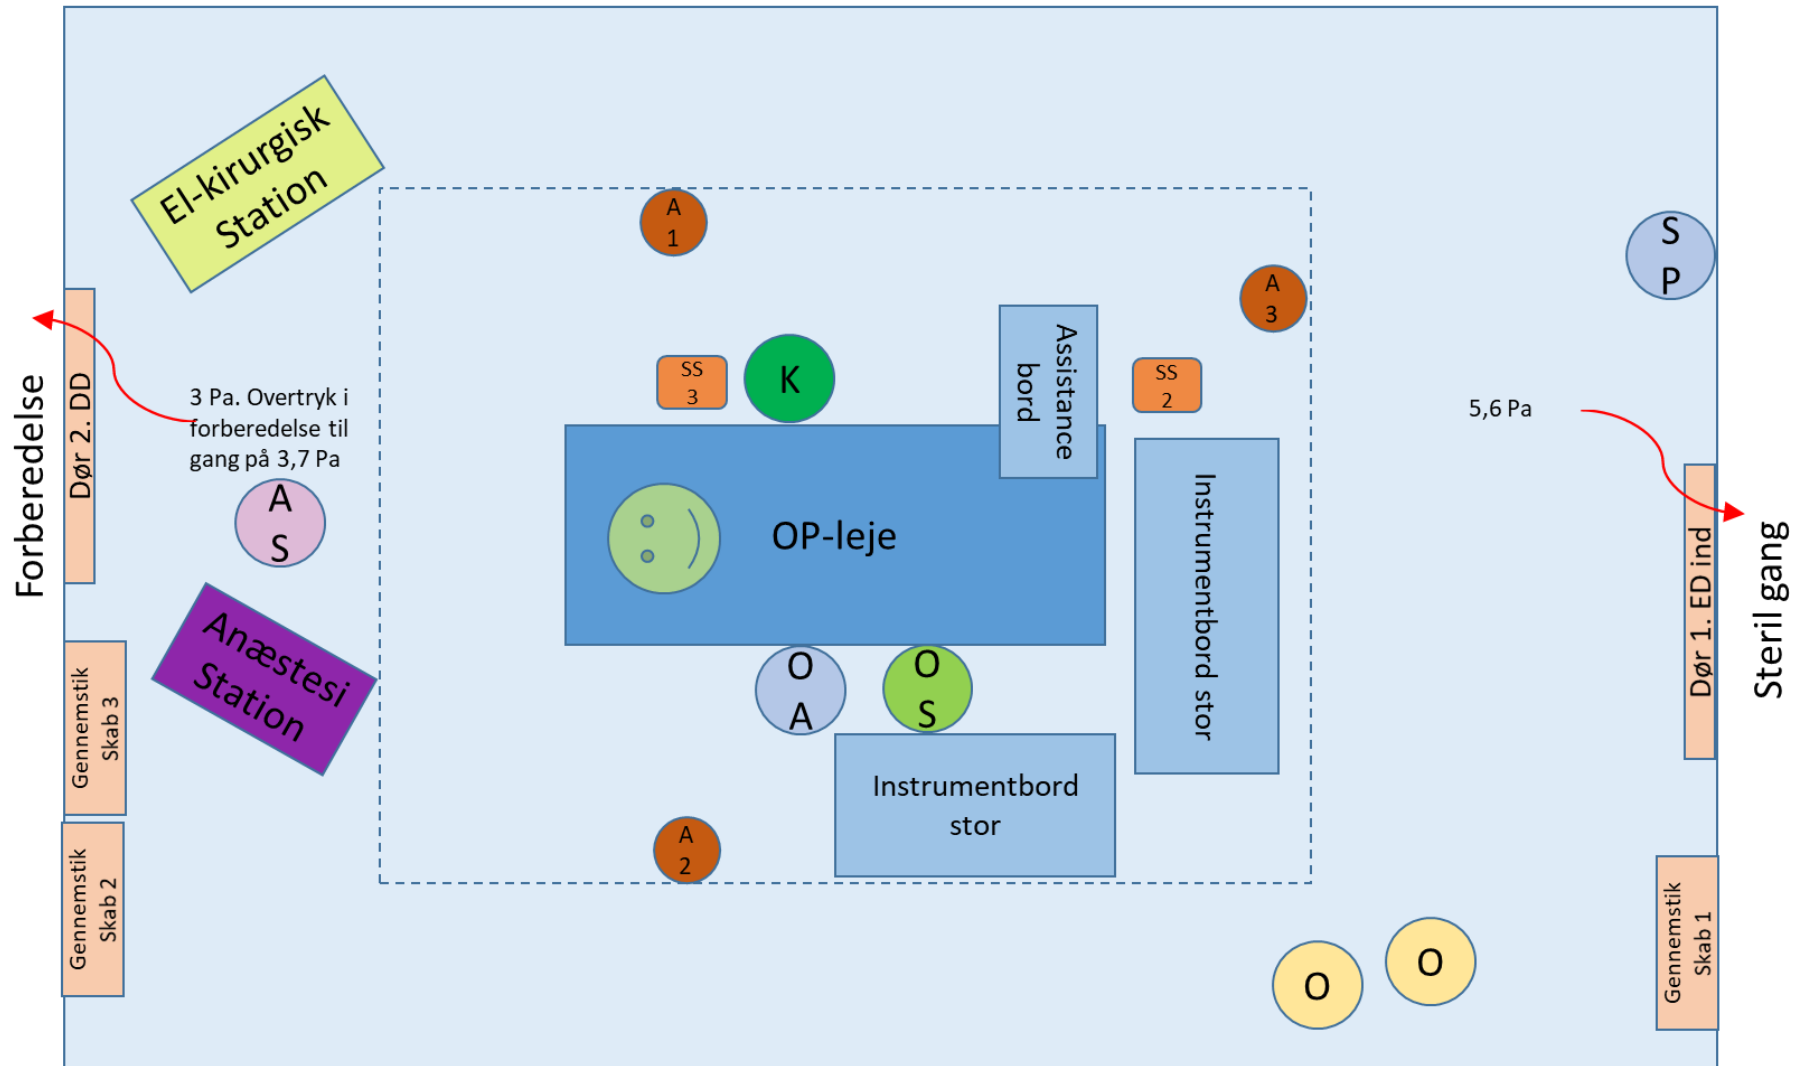 El-kirurgisk
Station
A
1
S
P
A
3
Forberedelse
Dør 2. DD
3 Pa. Overtryk i
forberedelse til
gang på 3,7 Pa
SS
3
K
Assistance
bord
SS
2
5,6 Pa
A
S
OP-leje
Instrumentbord stor
Dør 1. ED ind
Steril gang
Anæstesi
Station
O
A
O
S
Gennemstik
Skab 3
Instrumentbord
stor
A
2
Gennemstik
Skab 2
O
O
Gennemstik
Skab 1